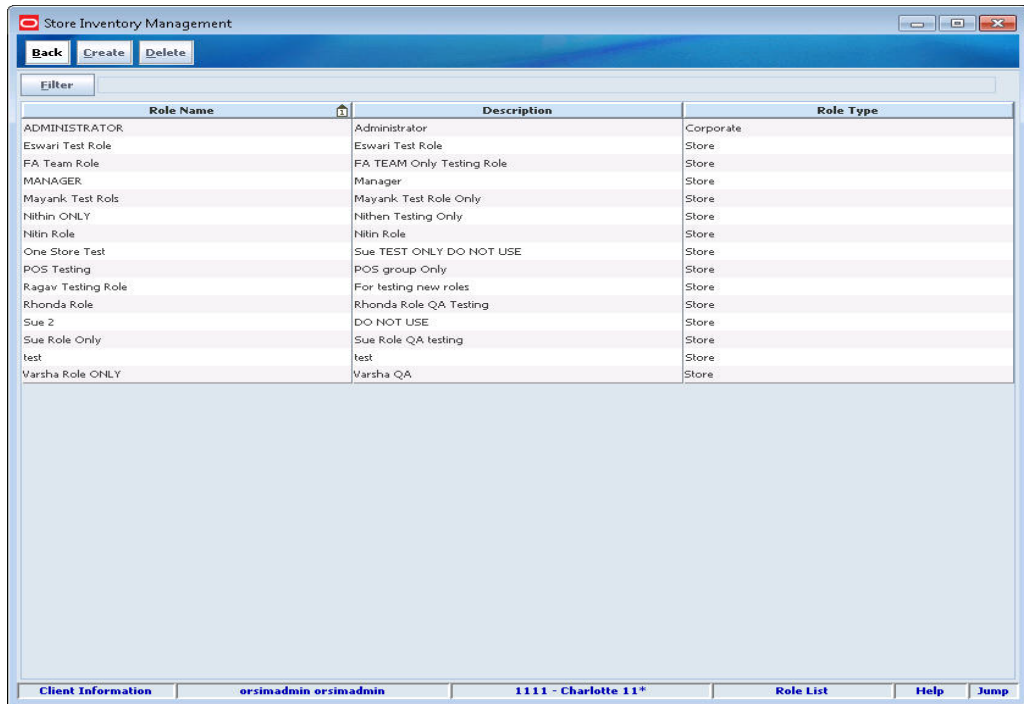 Store Inventory Management
Back Create Delete
Filter
Role Name 1 Description Role Type
ADMINISTRATOR Administrator Corporate
Eswari Test Role Eswari Test Role Store
FA Team Role FA TEAM Only Testing Role Store
MANAGER Manager Store
Mayank Test Rols Mayank Test Role Only Store
Nithin ONLY Nithen Testing Only Store
Nitin Role Nitin Role Store
One Store Test Sue TEST ONLY DO NOT USE Store
POS Testing POS group Only Store
Ragav Testing Role For testing new roles Store
Rhonda Role Rhonda Role QA Testing Store
Sue 2 DO NOT USE Store
Sue Role Only Sue Role QA testing Store
test test Store
Varsha Role ONLY Varsha QA Store
Client Information orsimadmin orsimadmin 1111 - Charlotte 11* Role List Help Jump